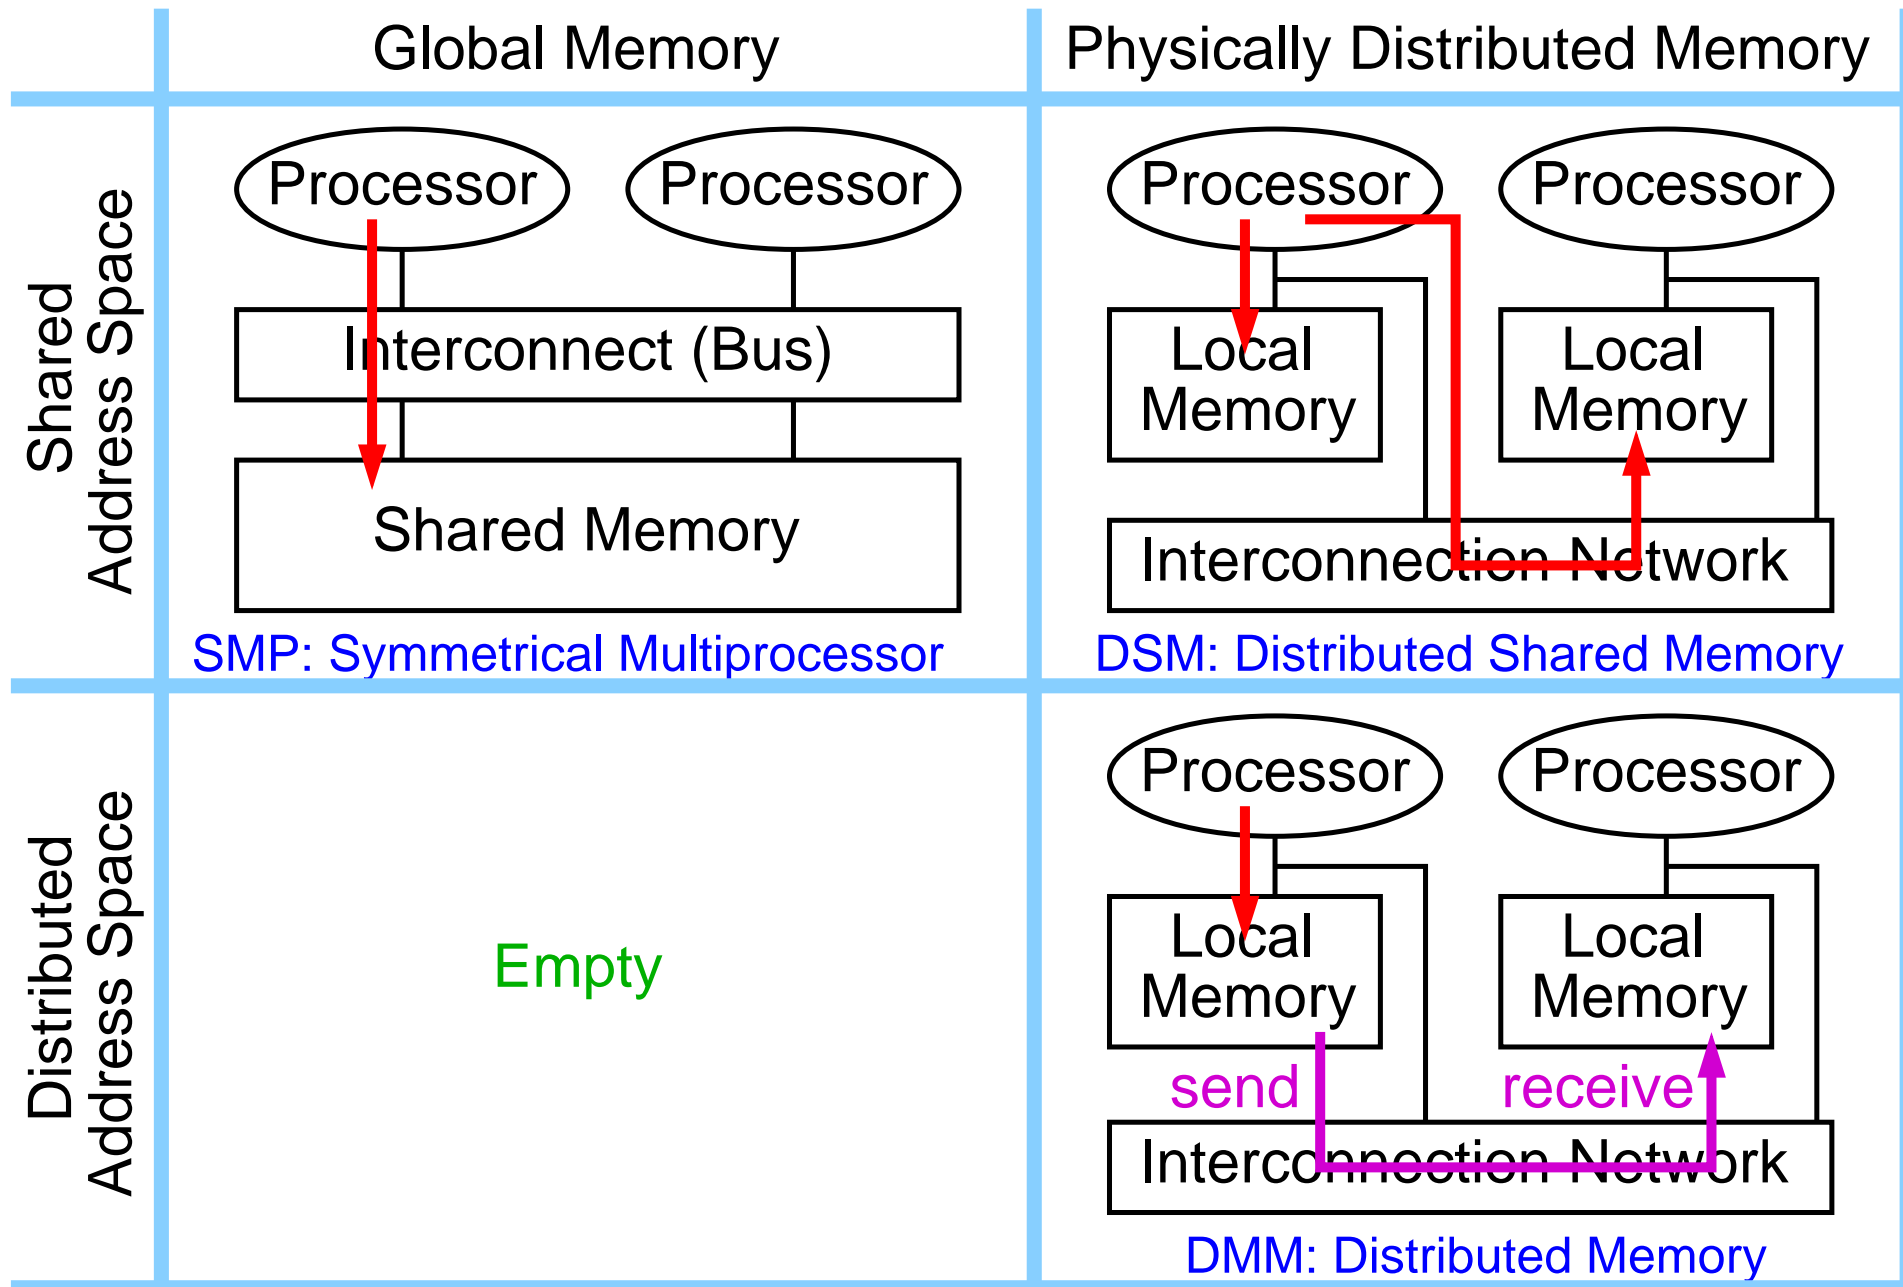 Global Memory
Physically Distributed Memory
Shared
Address Space
Processor
Processor
Interconnect (Bus)
Shared Memory
SMP: Symmetrical Multiprocessor
Processor
Processor
Local
Memory
Local
Memory
Interconnection Network
DSM: Distributed Shared Memory
Distributed
Address Space
Empty
Processor
Processor
Local
Memory
Local
Memory
send
receive
Interconnection Network
DMM: Distributed Memory